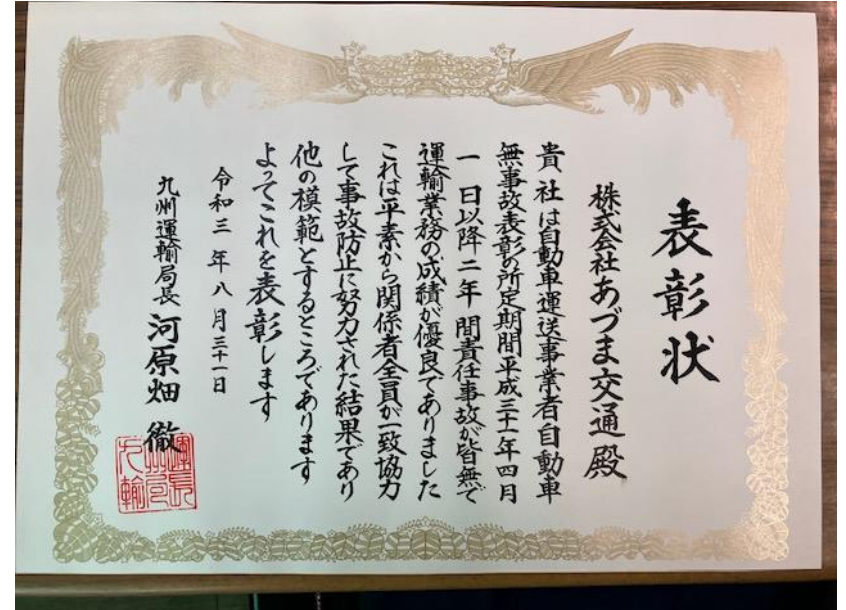 表彰状
株式会社あづま交通殿
貴社は自動車運送事業者自動車
無事故表彰の所定期間平成三十一年四月
一日以降二年間責任事故が皆無で
運輸業務の成績が優良でありました
これは平素から関係者全員が一致協力
して事故防止に努力された結果であり
他の模範とするところであります
よってこれを表彰します
令和三年八月三十一日
九州運輸局長 河原畑徹